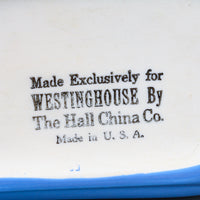 Made Exclusively for
WESTINGHOUSE By
The Hall China Co.
Made in U. S. A.